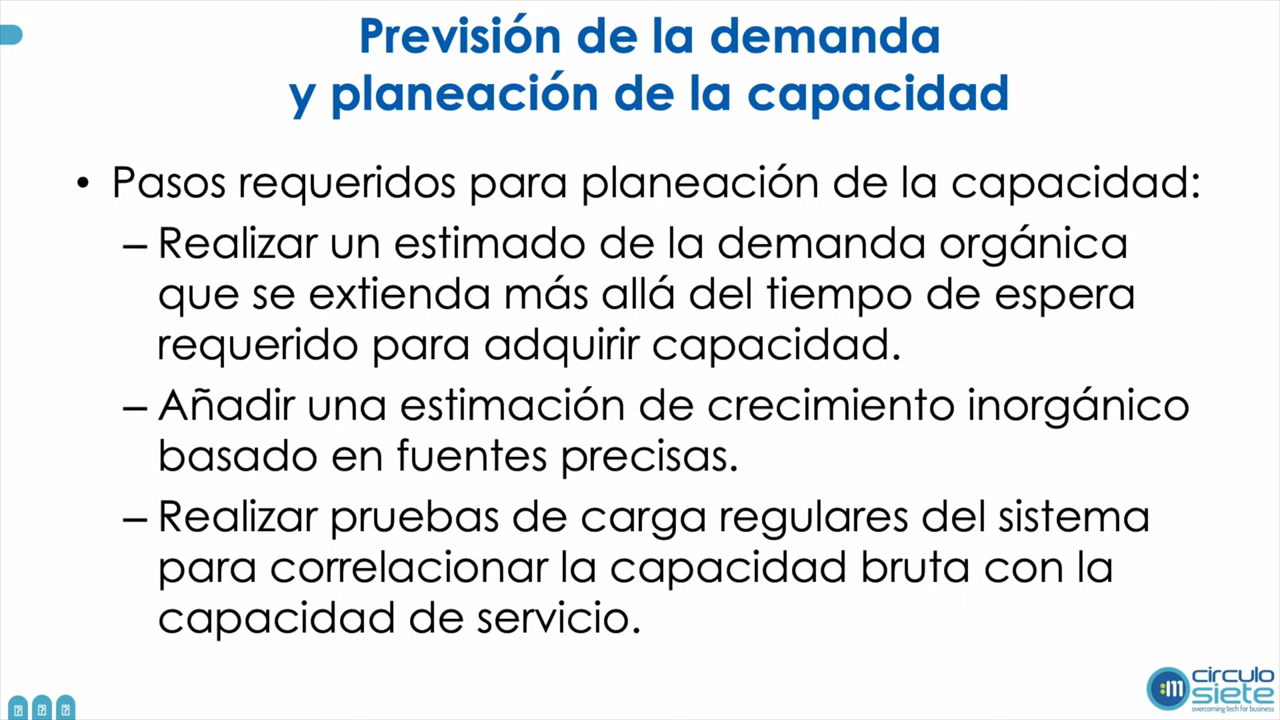 Previsión de la demanda
y planeación de la capacidad
• Pasos requeridos para planeación de la capacidad:
– Realizar un estimado de la demanda orgánica
que se extienda más allá del tiempo de espera
requerido para adquirir capacidad.
– Añadir una estimación de crecimiento inorgánico
basado en fuentes precisas.
– Realizar pruebas de carga regulares del sistema
para correlacionar la capacidad bruta con la
capacidad de servicio.
:m circulo
siete
overcoming tech for business